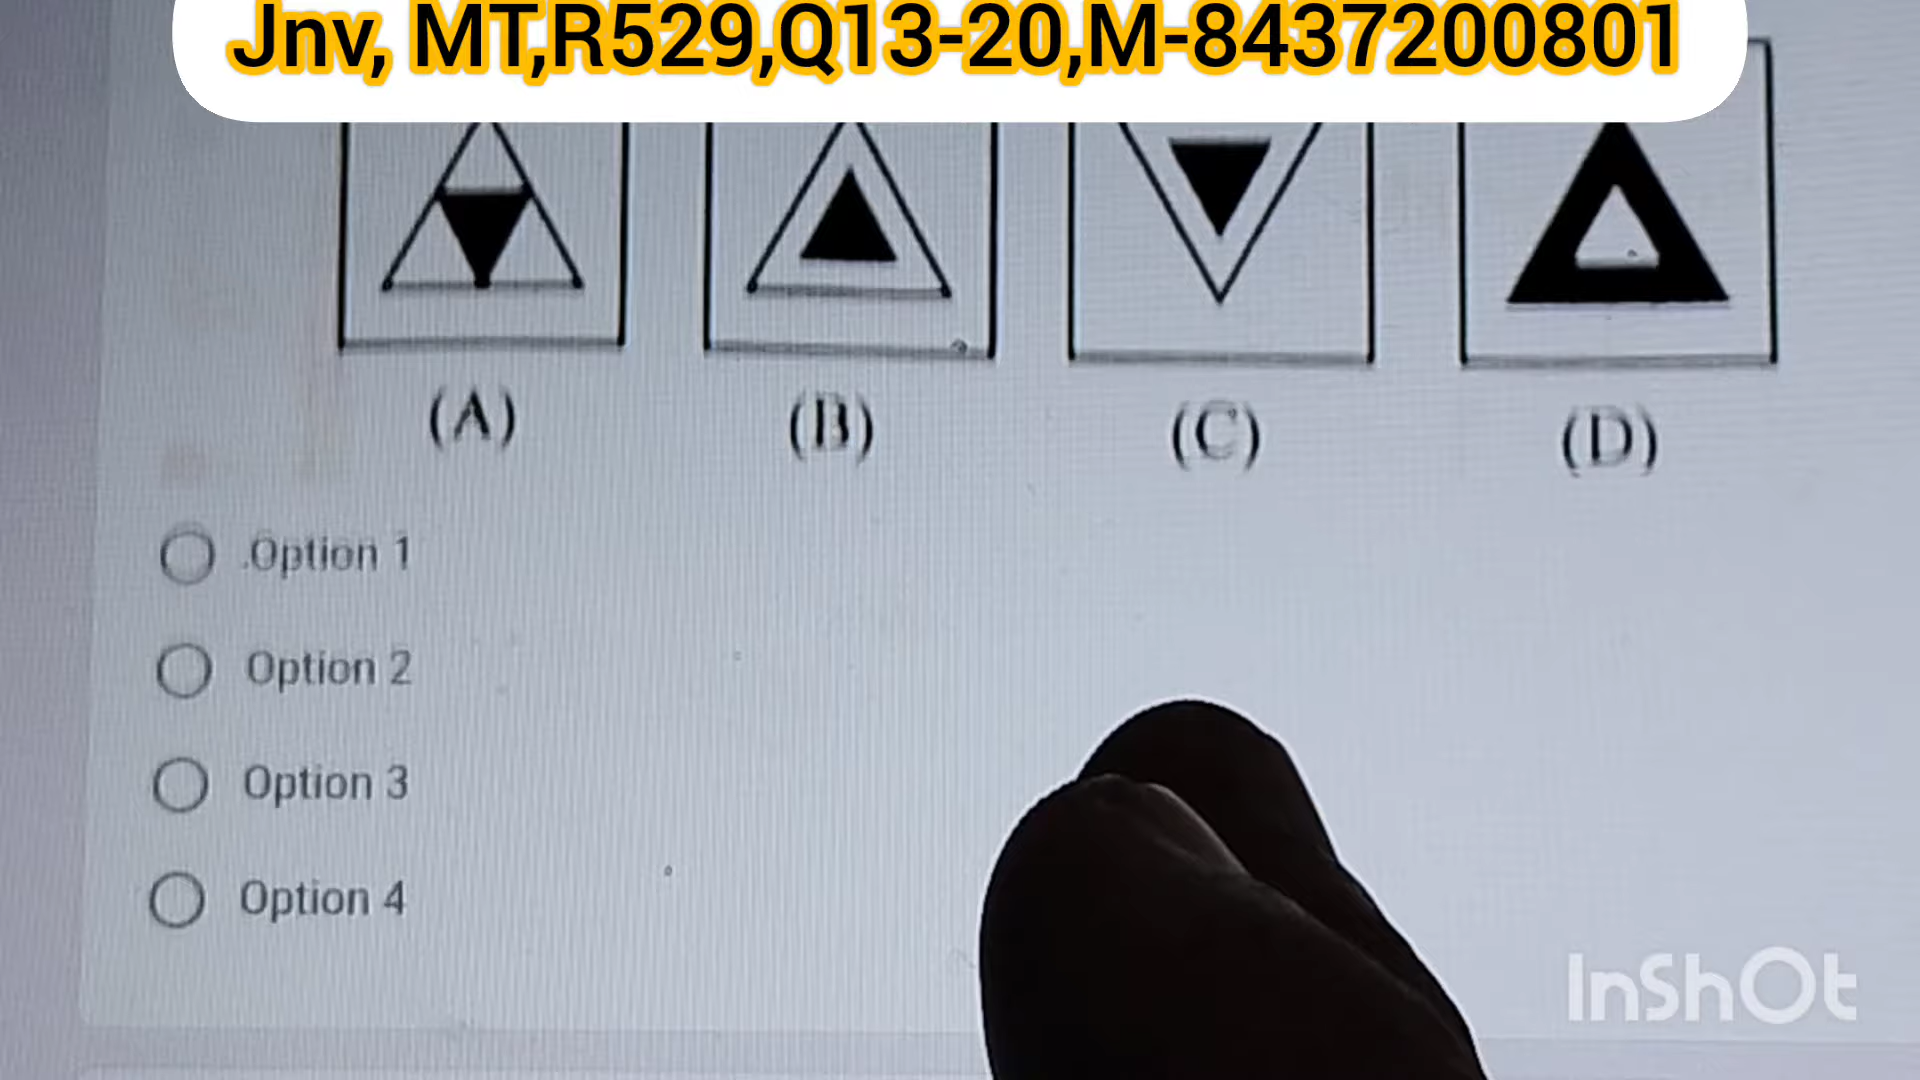 Jnv, MT,R529,Q13-20,M-8437200801
(A) (B) (C) (D)
.Option 1
Option 2
Option 3
Option 4
InShOt